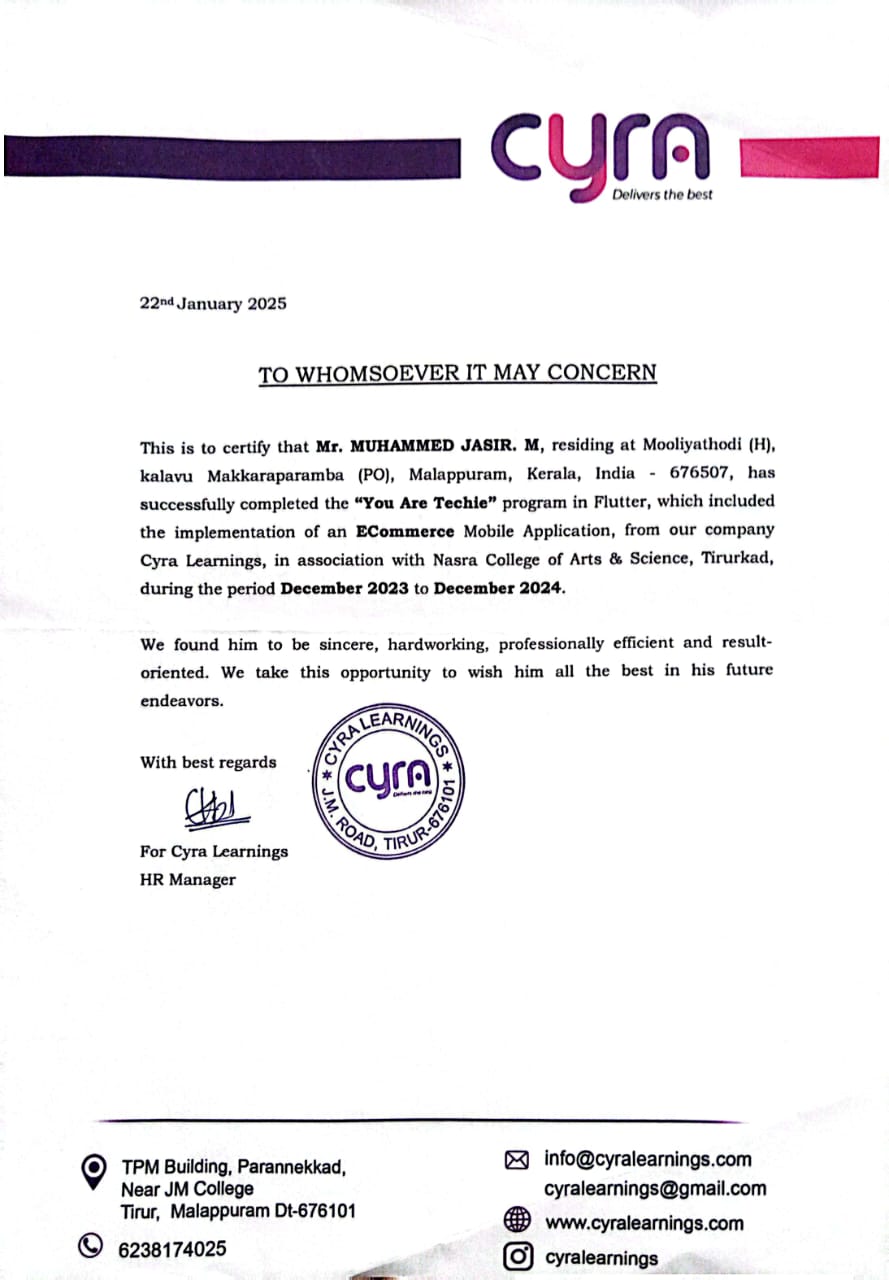 cyra
Delivers the best
22nd January 2025
TO WHOMSOEVER IT MAY CONCERN
This is to certify that Mr. MUHAMMED JASIR. M, residing at Mooliyathodi (H),
kalavu Makkaraparamba (PO), Malappuram, Kerala, India - 676507, has
successfully completed the “You Are Techie” program in Flutter, which included
the implementation of an ECommerce Mobile Application, from our company
Cyra Learnings, in association with Nasra College of Arts & Science, Tirurkad,
during the period December 2023 to December 2024.
We found him to be sincere, hardworking, professionally efficient and result-
oriented. We take this opportunity to wish him all the best in his future
endeavors.
With best regards
CYRA LEARNINGS
cyra
Delivers the best
J.M. ROAD, TIRUR-676101
For Cyra Learnings
HR Manager
TPM Building, Parannekkad,
Near JM College
Tirur, Malappuram Dt-676101
6238174025
info@cyralearnings.com
cyralearnings@gmail.com
www.cyralearnings.com
cyralearnings